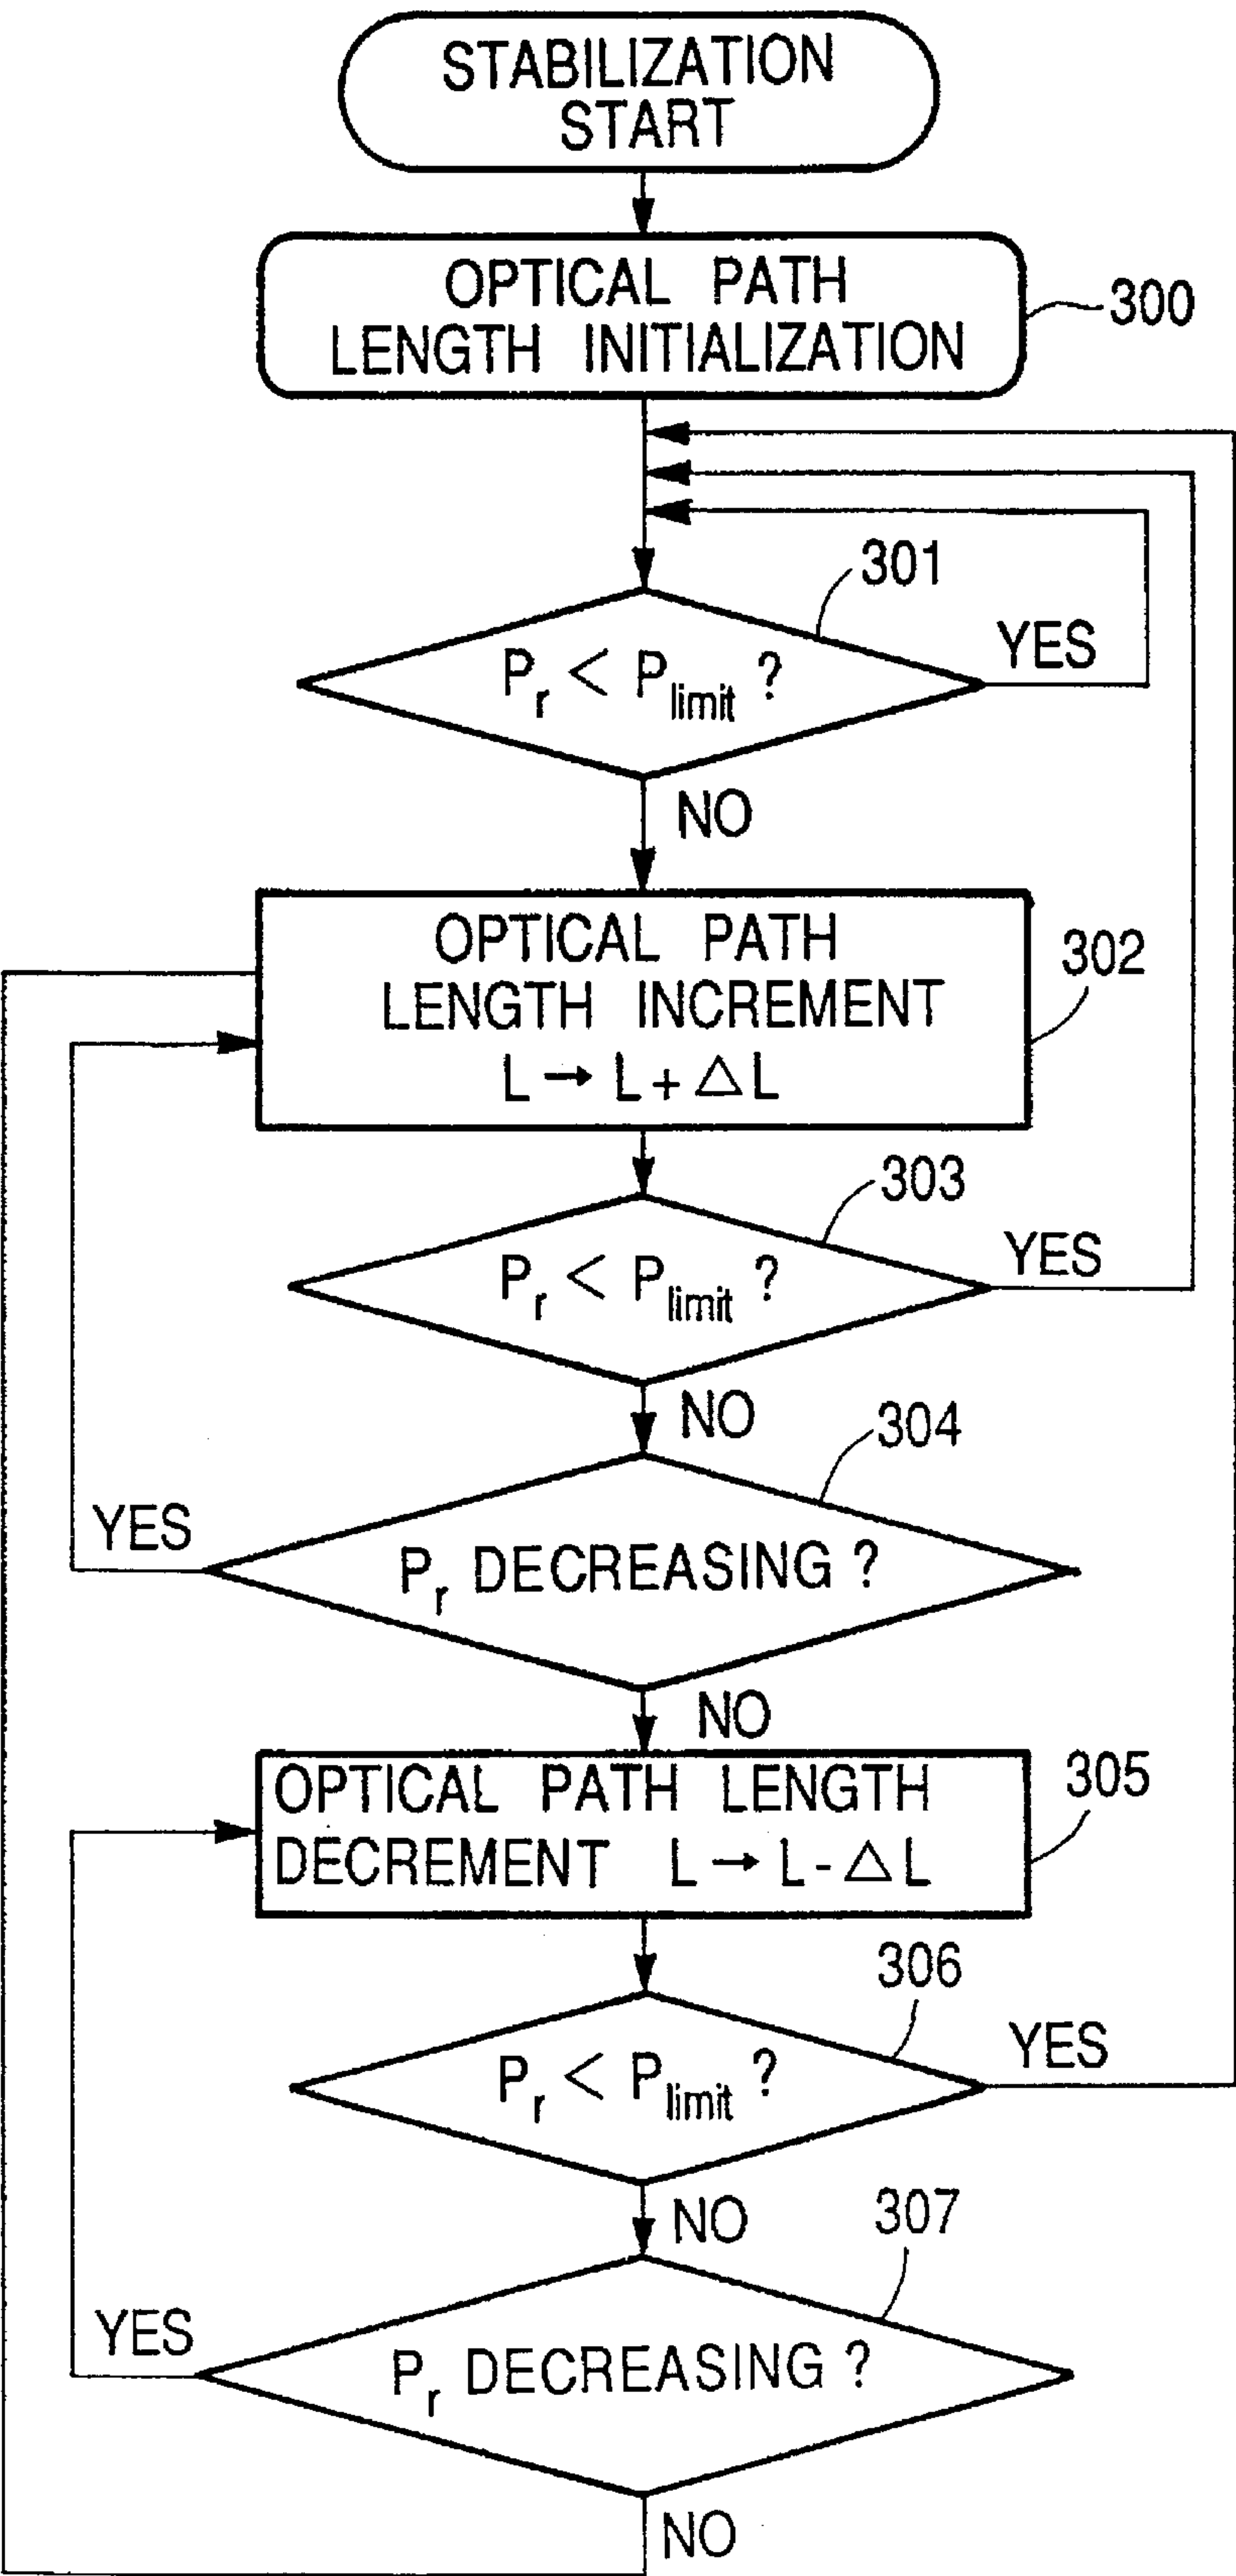 STABILIZATION
START
OPTICAL PATH
LENGTH INITIALIZATION
300
301
Pr < Plimit ?
YES
NO
OPTICAL PATH
LENGTH INCREMENT
L → L + △L
302
303
Pr < Plimit ?
YES
NO
304
YES
Pr DECREASING ?
NO
OPTICAL PATH LENGTH
DECREMENT L → L - △L
305
306
Pr < Plimit ?
YES
NO
307
YES
Pr DECREASING ?
NO